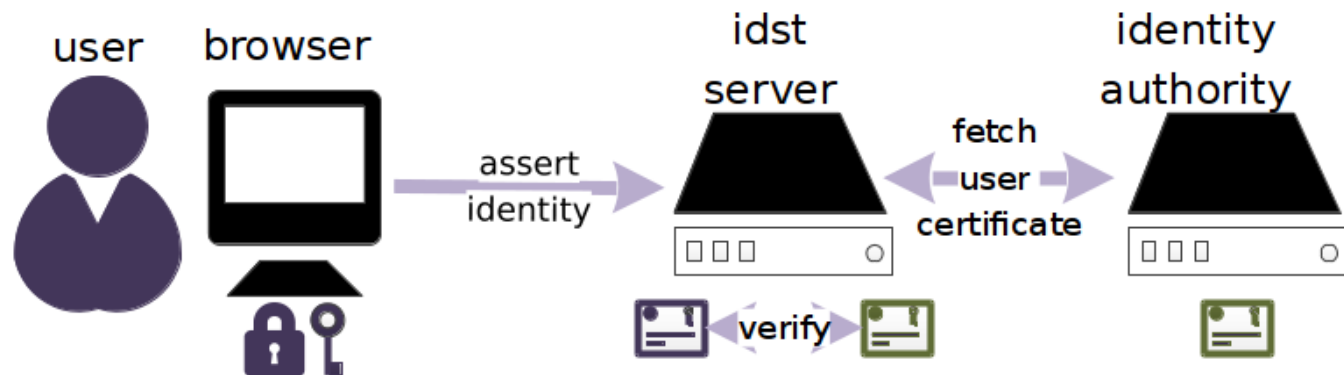 user
browser
idst
server
identity
authority
assert
identity
fetch
user
certificate
verify